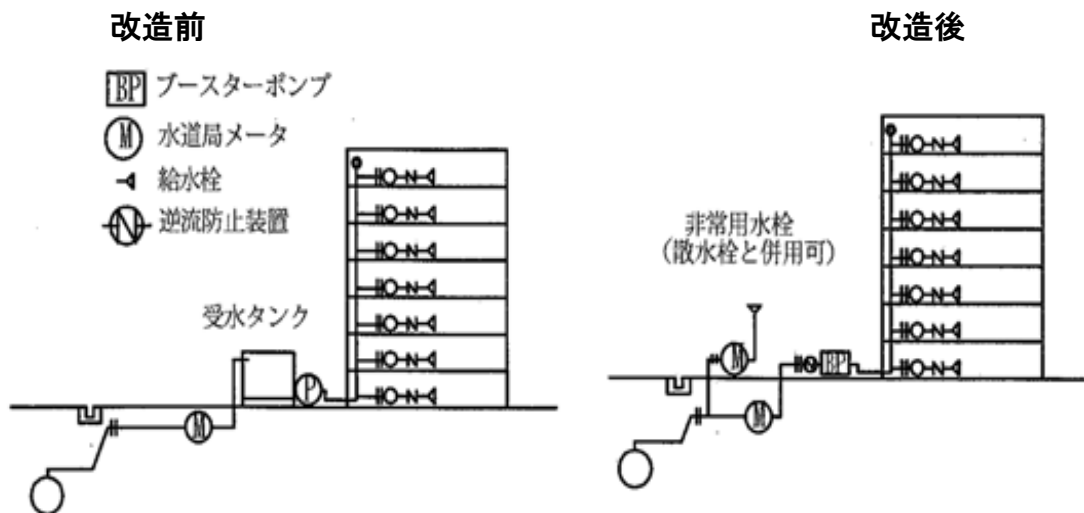 改造前
改造後
BP ブースターポンプ
M 水道局メータ
給水栓
N 逆流防止装置
受水タンク
P
M
非常用水栓
(散水栓と併用可)
M
BP
M